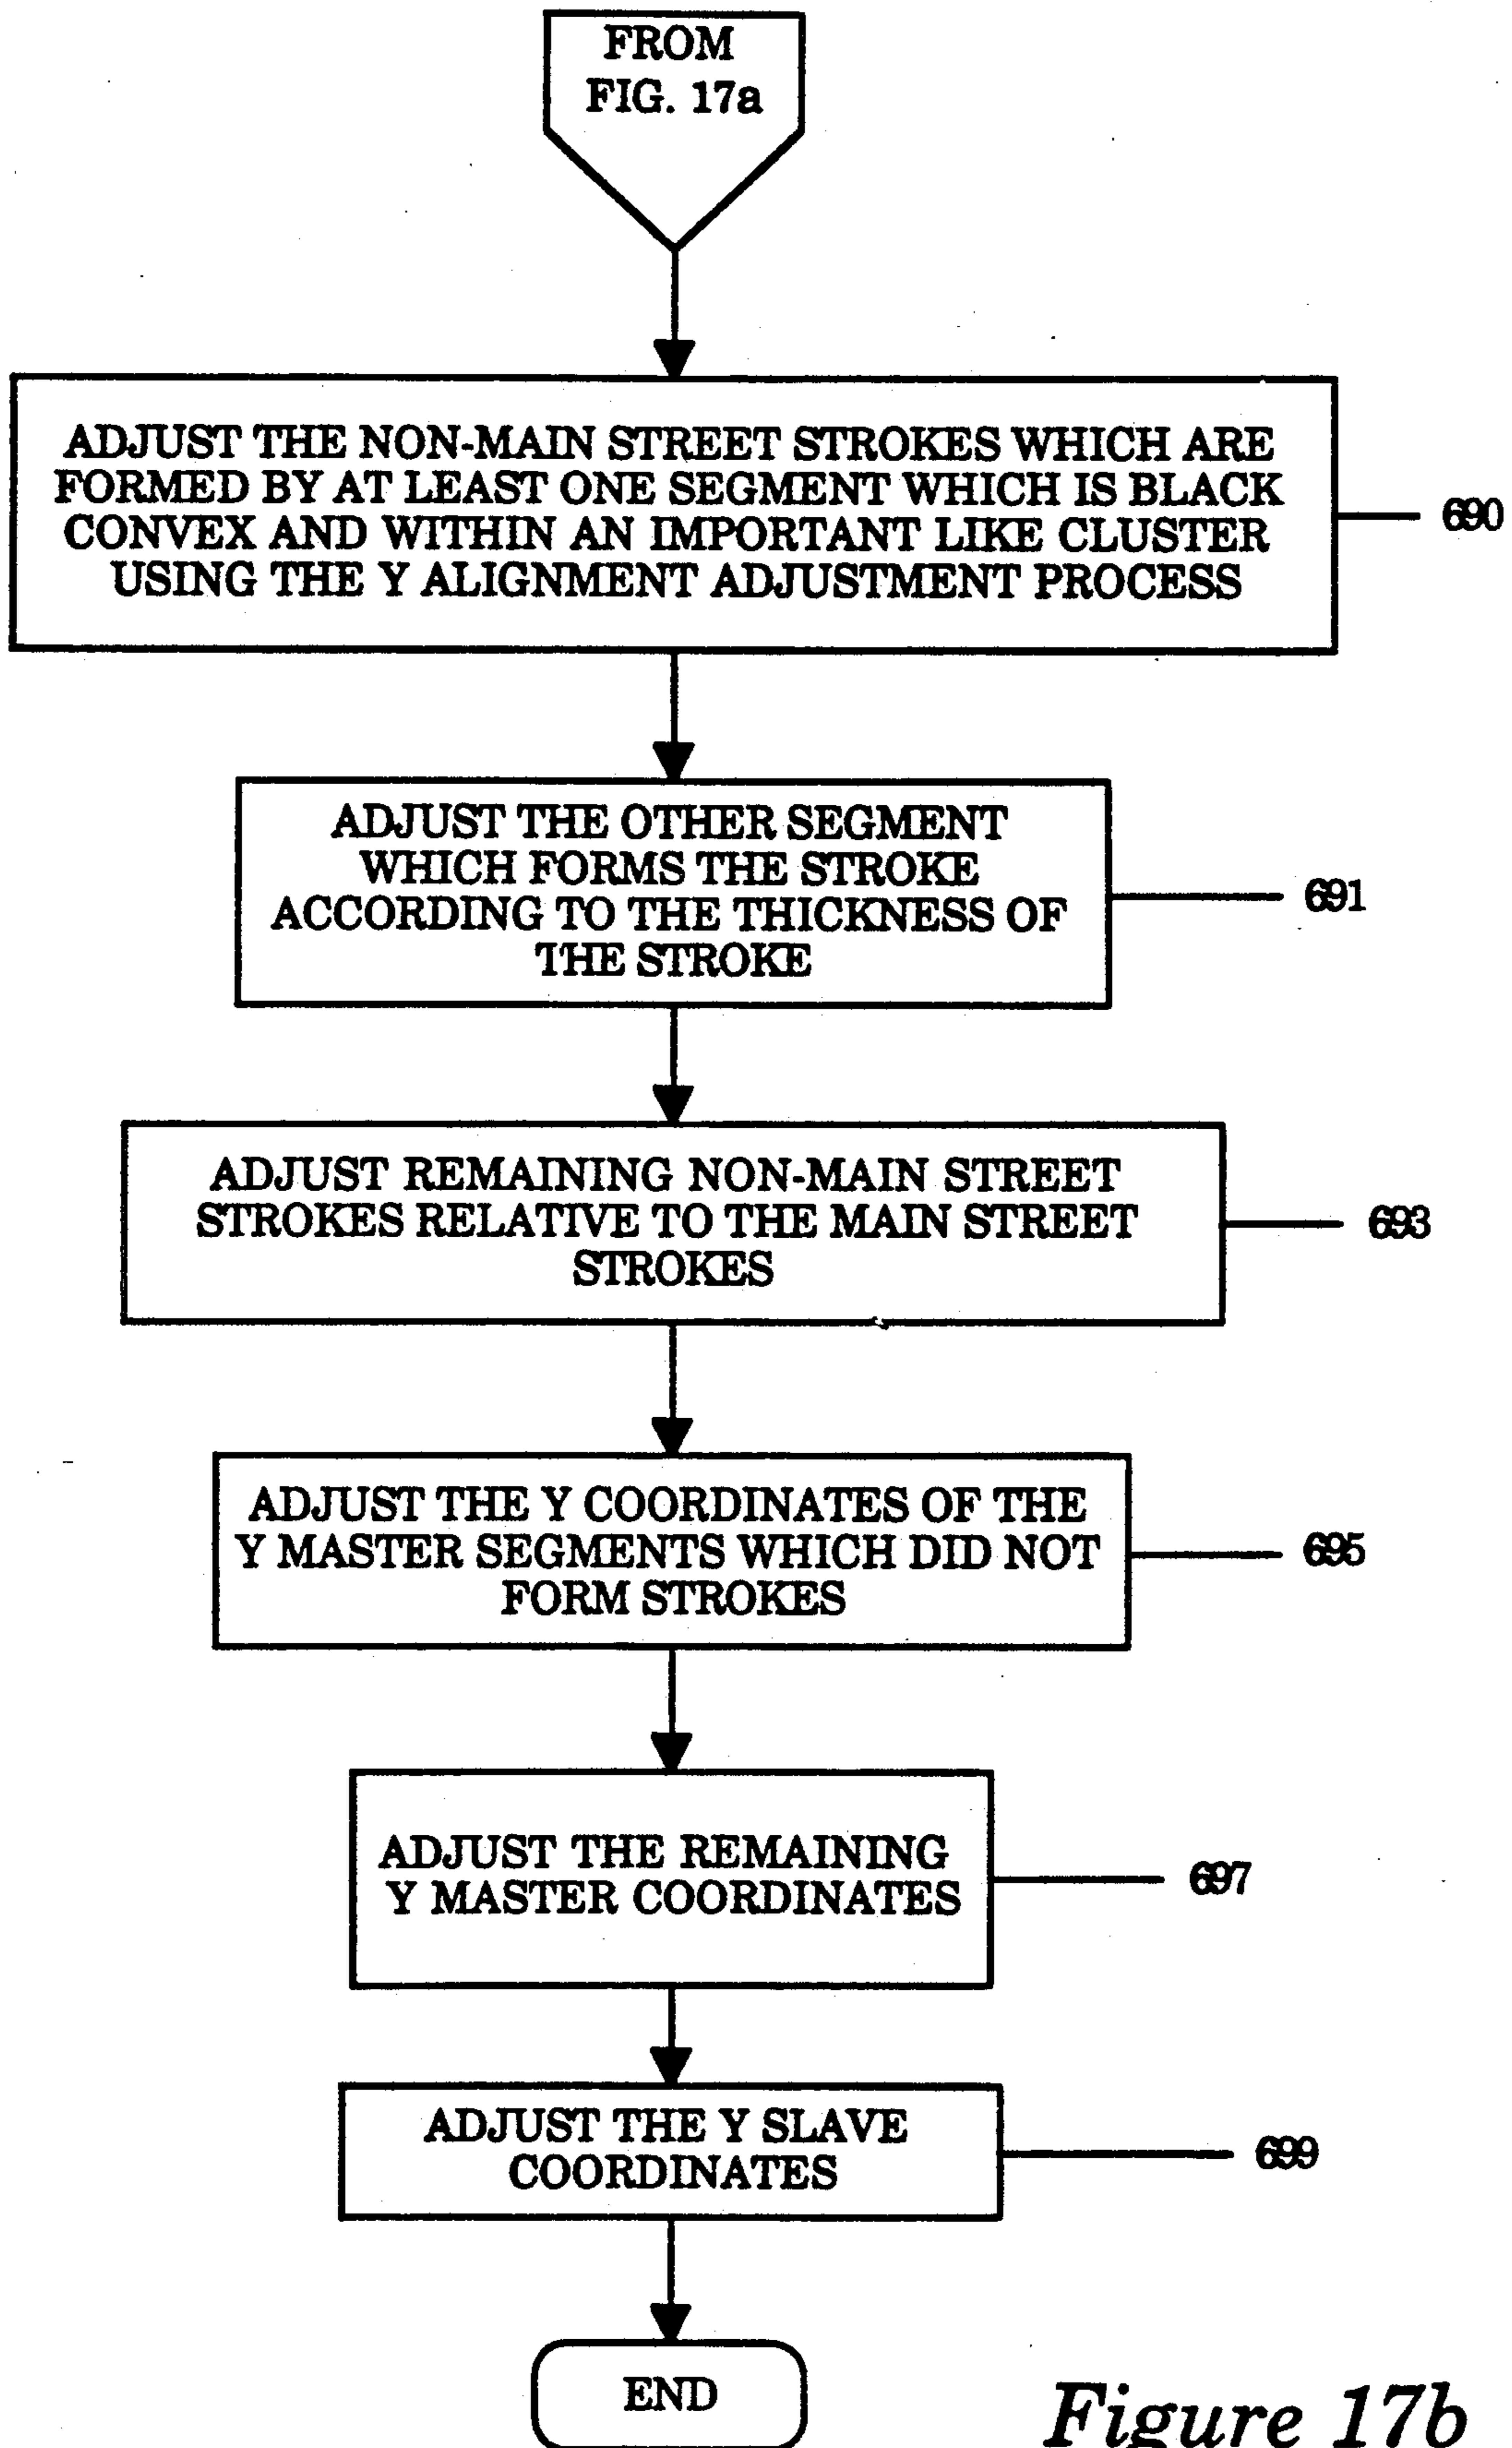 FROM
FIG. 17a
ADJUST THE NON-MAIN STREET STROKES WHICH ARE
FORMED BY AT LEAST ONE SEGMENT WHICH IS BLACK
CONVEX AND WITHIN AN IMPORTANT LIKE CLUSTER
USING THE Y ALIGNMENT ADJUSTMENT PROCESS
690
ADJUST THE OTHER SEGMENT
WHICH FORMS THE STROKE
ACCORDING TO THE THICKNESS OF
THE STROKE
691
ADJUST REMAINING NON-MAIN STREET
STROKES RELATIVE TO THE MAIN STREET
STROKES
693
ADJUST THE Y COORDINATES OF THE
Y MASTER SEGMENTS WHICH DID NOT
FORM STROKES
695
ADJUST THE REMAINING
Y MASTER COORDINATES
697
ADJUST THE Y SLAVE
COORDINATES
699
END
Figure 17b